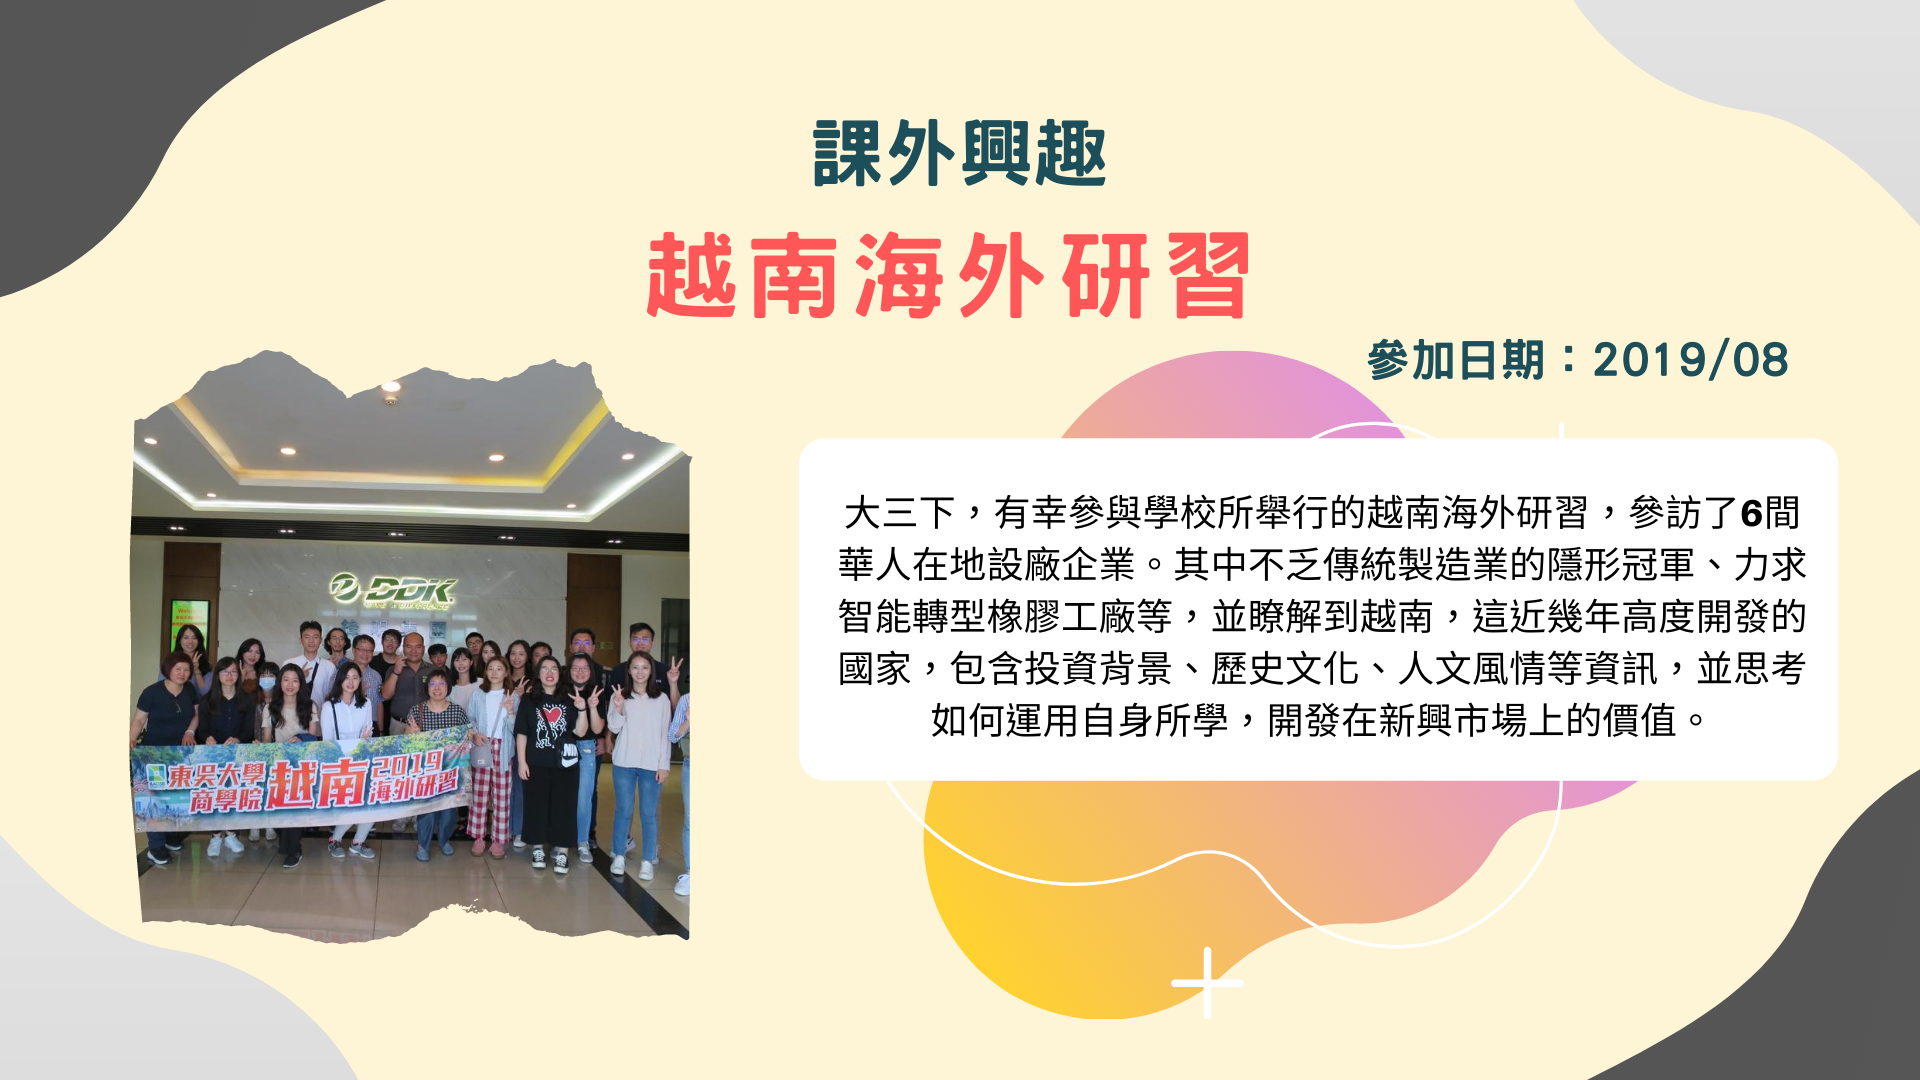 課外興趣
越南海外研習
參加日期：2019/08
大三下，有幸參與學校所舉行的越南海外研習，參訪了6間
華人在地設廠企業。其中不乏傳統製造業的隱形冠軍、力求
智能轉型橡膠工廠等，並瞭解到越南，這近幾年高度開發的
國家，包含投資背景、歷史文化、人文風情等資訊，並思考
如何運用自身所學，開發在新興市場上的價值。
DDK
東吳大學
商學院
越南
2019
海外研習
NIKE